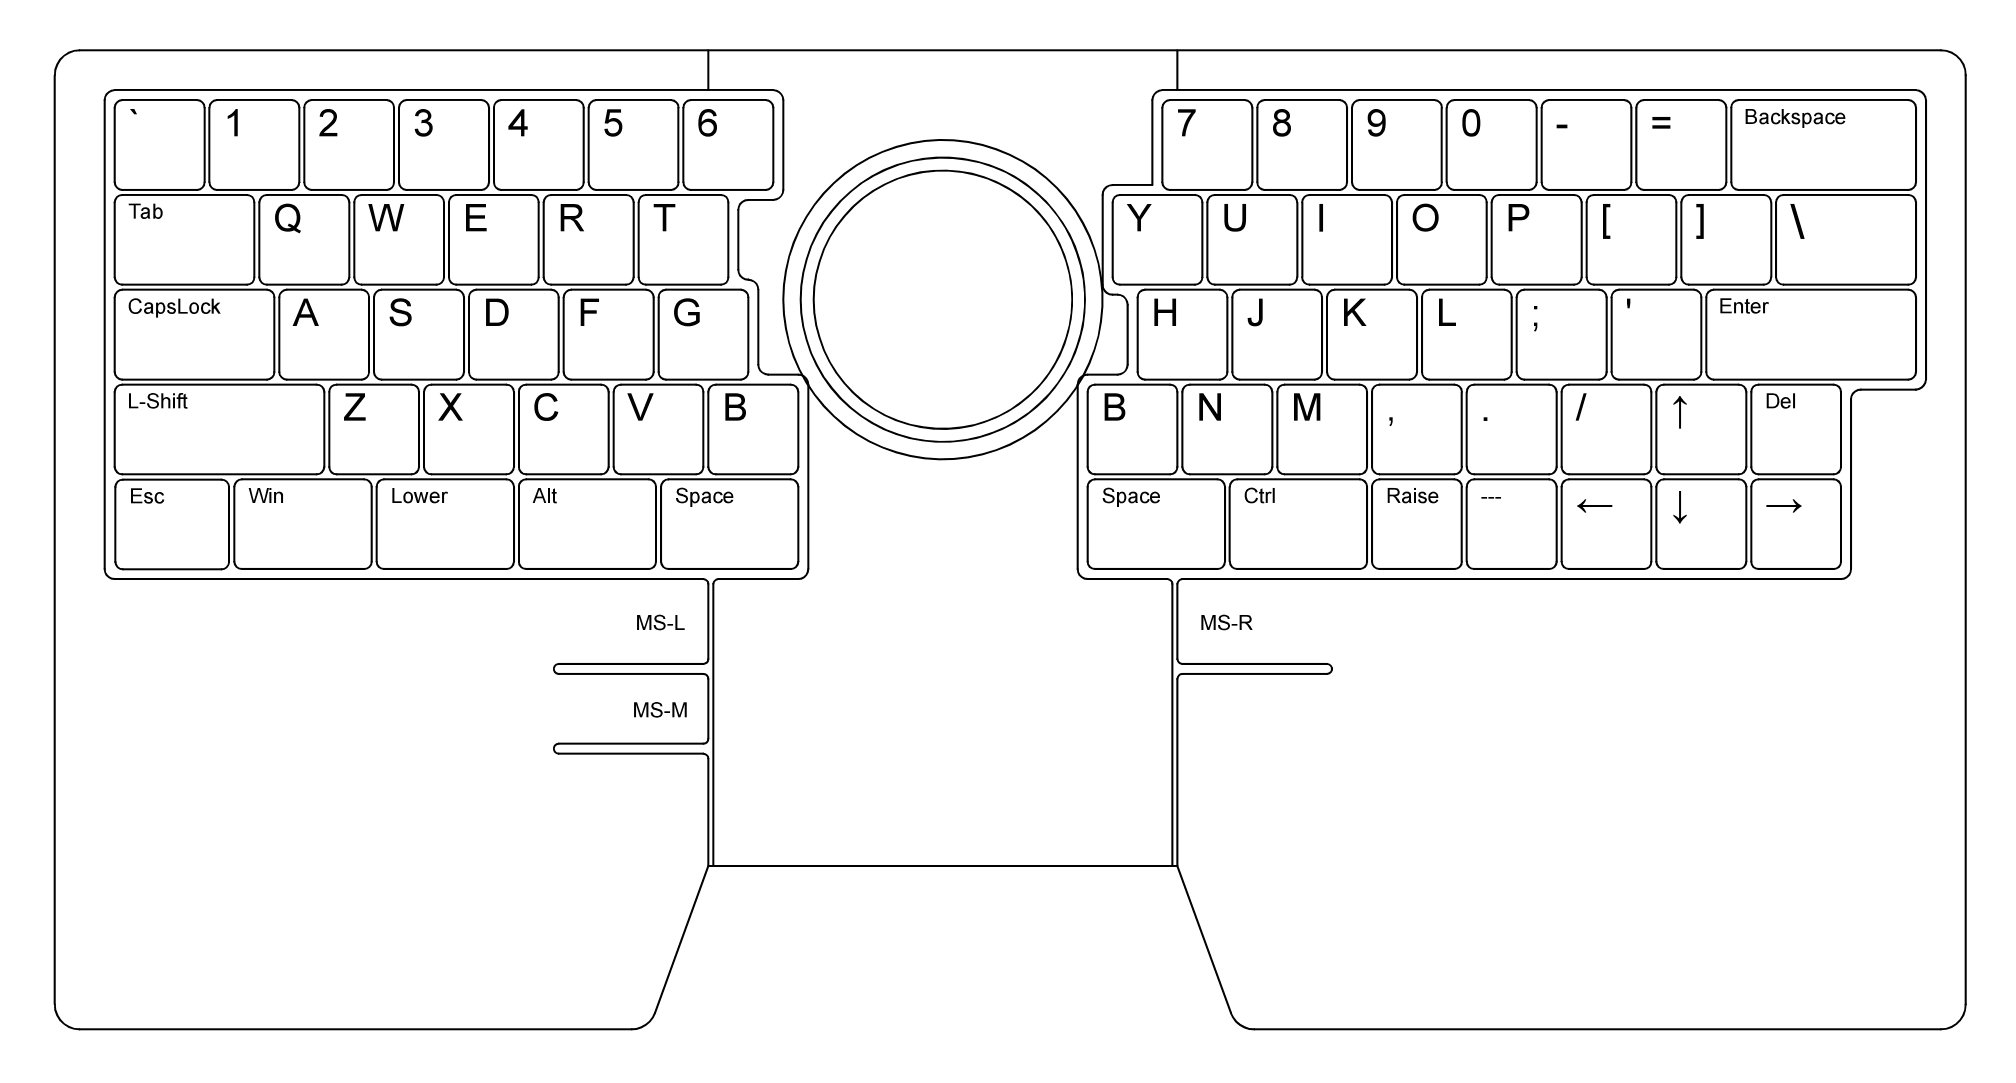 ` 1 2 3 4 5 6 7 8 9 0 - = Backspace
Tab Q W E R T Y U I O P [ ] \
CapsLock A S D F G H J K L ; ' Enter
L-Shift Z X C V B B N M , . / ↑ Del
Esc Win Lower Alt Space Space Ctrl Raise --- ← ↓ →
MS-L MS-R
MS-M